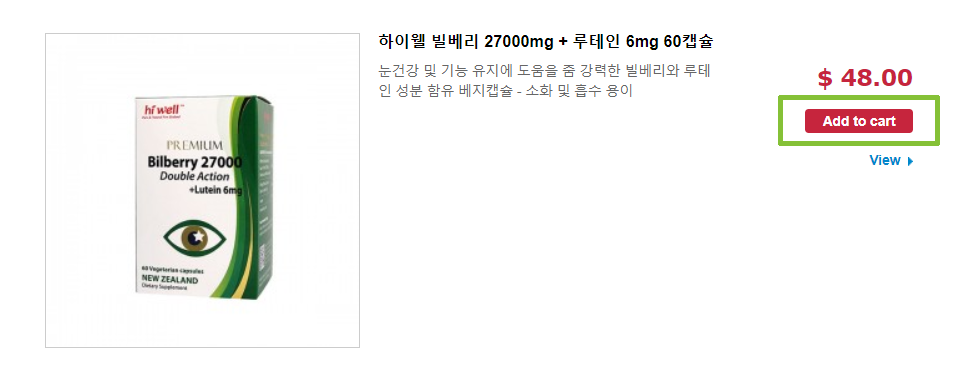 하이웰 빌베리 27000mg + 루테인 6mg 60캡슐
눈건강 및 기능 유지에 도움을 줌 강력한 빌베리와 루테
인 성분 함유 베지캡슐 - 소화 및 흡수 용이
$ 48.00
Add to cart
View
hi well
PREMIUM
Bilberry 27000
Double Action
+Lutein 6mg
60 Vegetarian capsules
NEW ZEALAND
Dietary Supplement